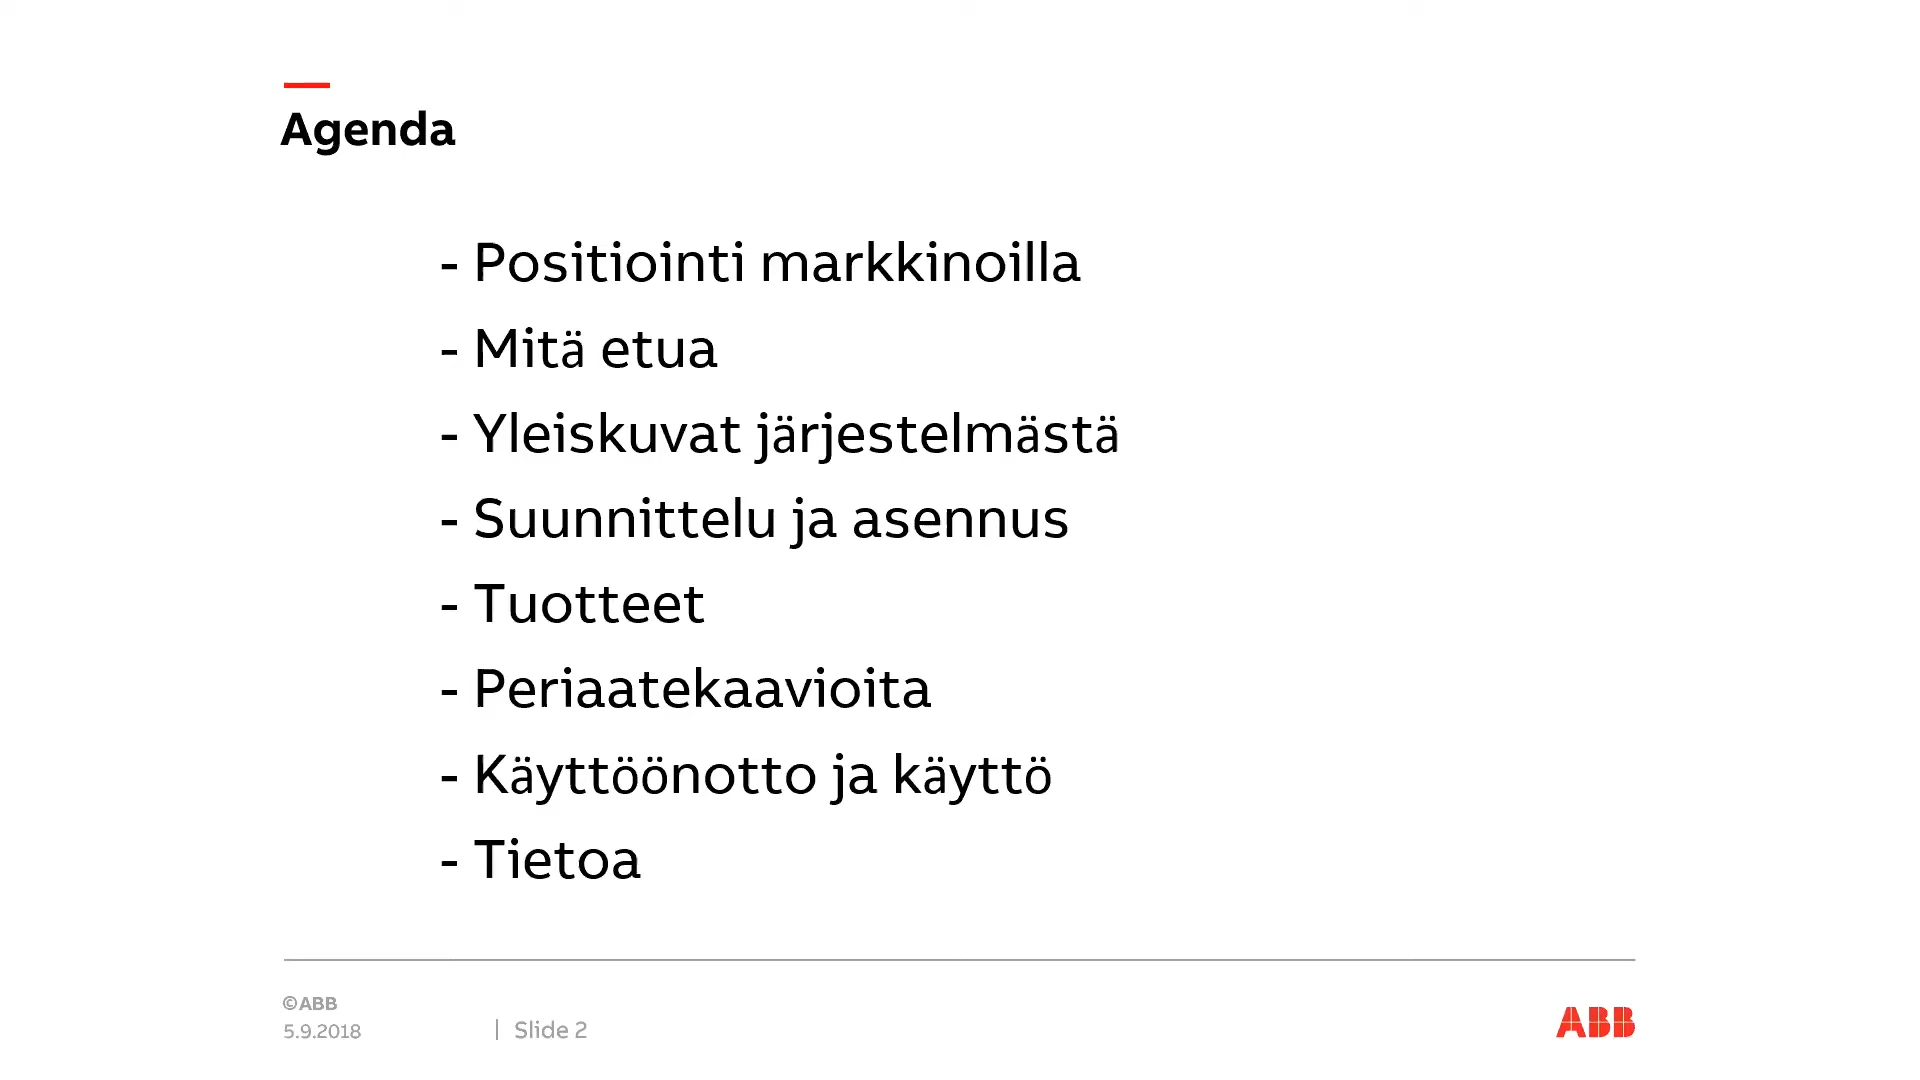 Agenda
- Positiointi markkinoilla
- Mitä etua
- Yleiskuvat järjestelmästä
- Suunnittelu ja asennus
- Tuotteet
- Periaatekaavioita
- Käyttöönotto ja käyttö
- Tietoa
©ABB
5.9.2018 | Slide 2
ABB